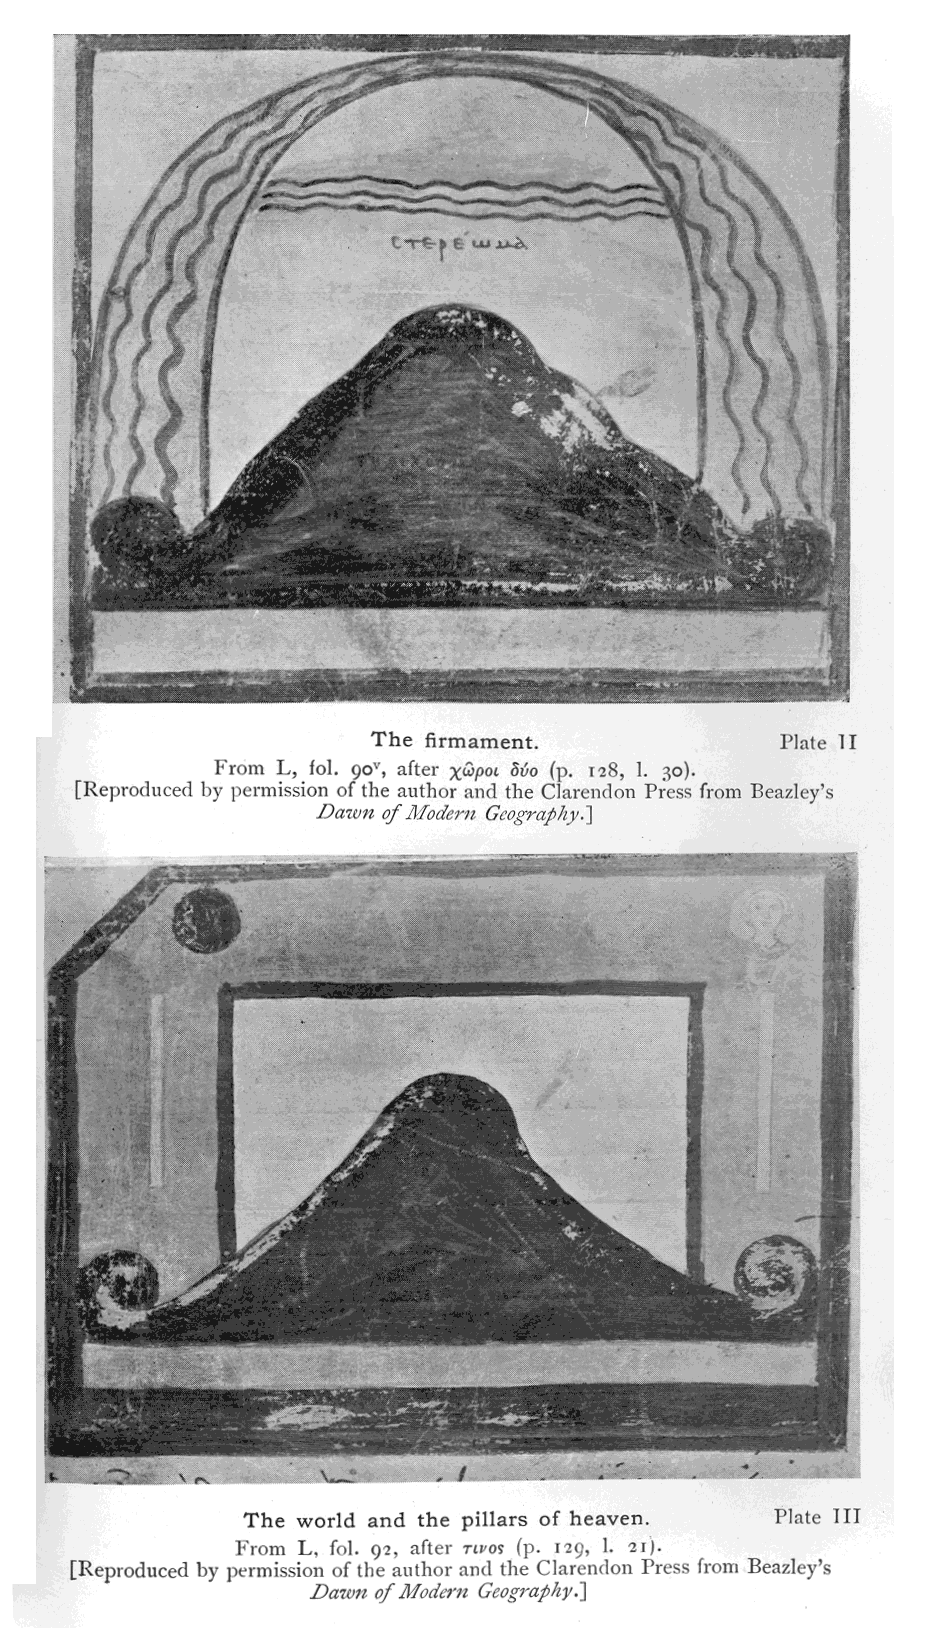 στερέωμα
The firmament.
Plate II
From L, fol. 90v, after χῶροι δύο (p. 128, l. 30).
[Reproduced by permission of the author and the Clarendon Press from Beazley's
Dawn of Modern Geography.]
The world and the pillars of heaven.
Plate III
From L, fol. 92, after τινος (p. 129, l. 21).
[Reproduced by permission of the author and the Clarendon Press from Beazley's
Dawn of Modern Geography.]